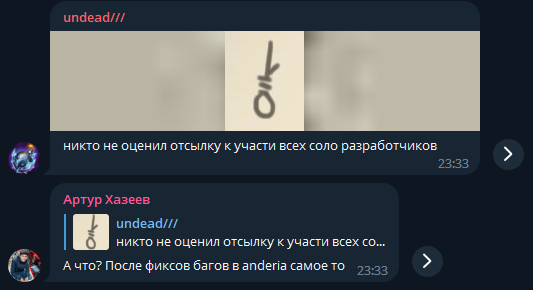 undead///
никто не оценил отсылку к участи всех соло разработчиков
23:33
Артур Хазеев
undead///
никто не оценил отсылку к участи всех со...
А что? После фиксов багов в anderia самое то
23:33